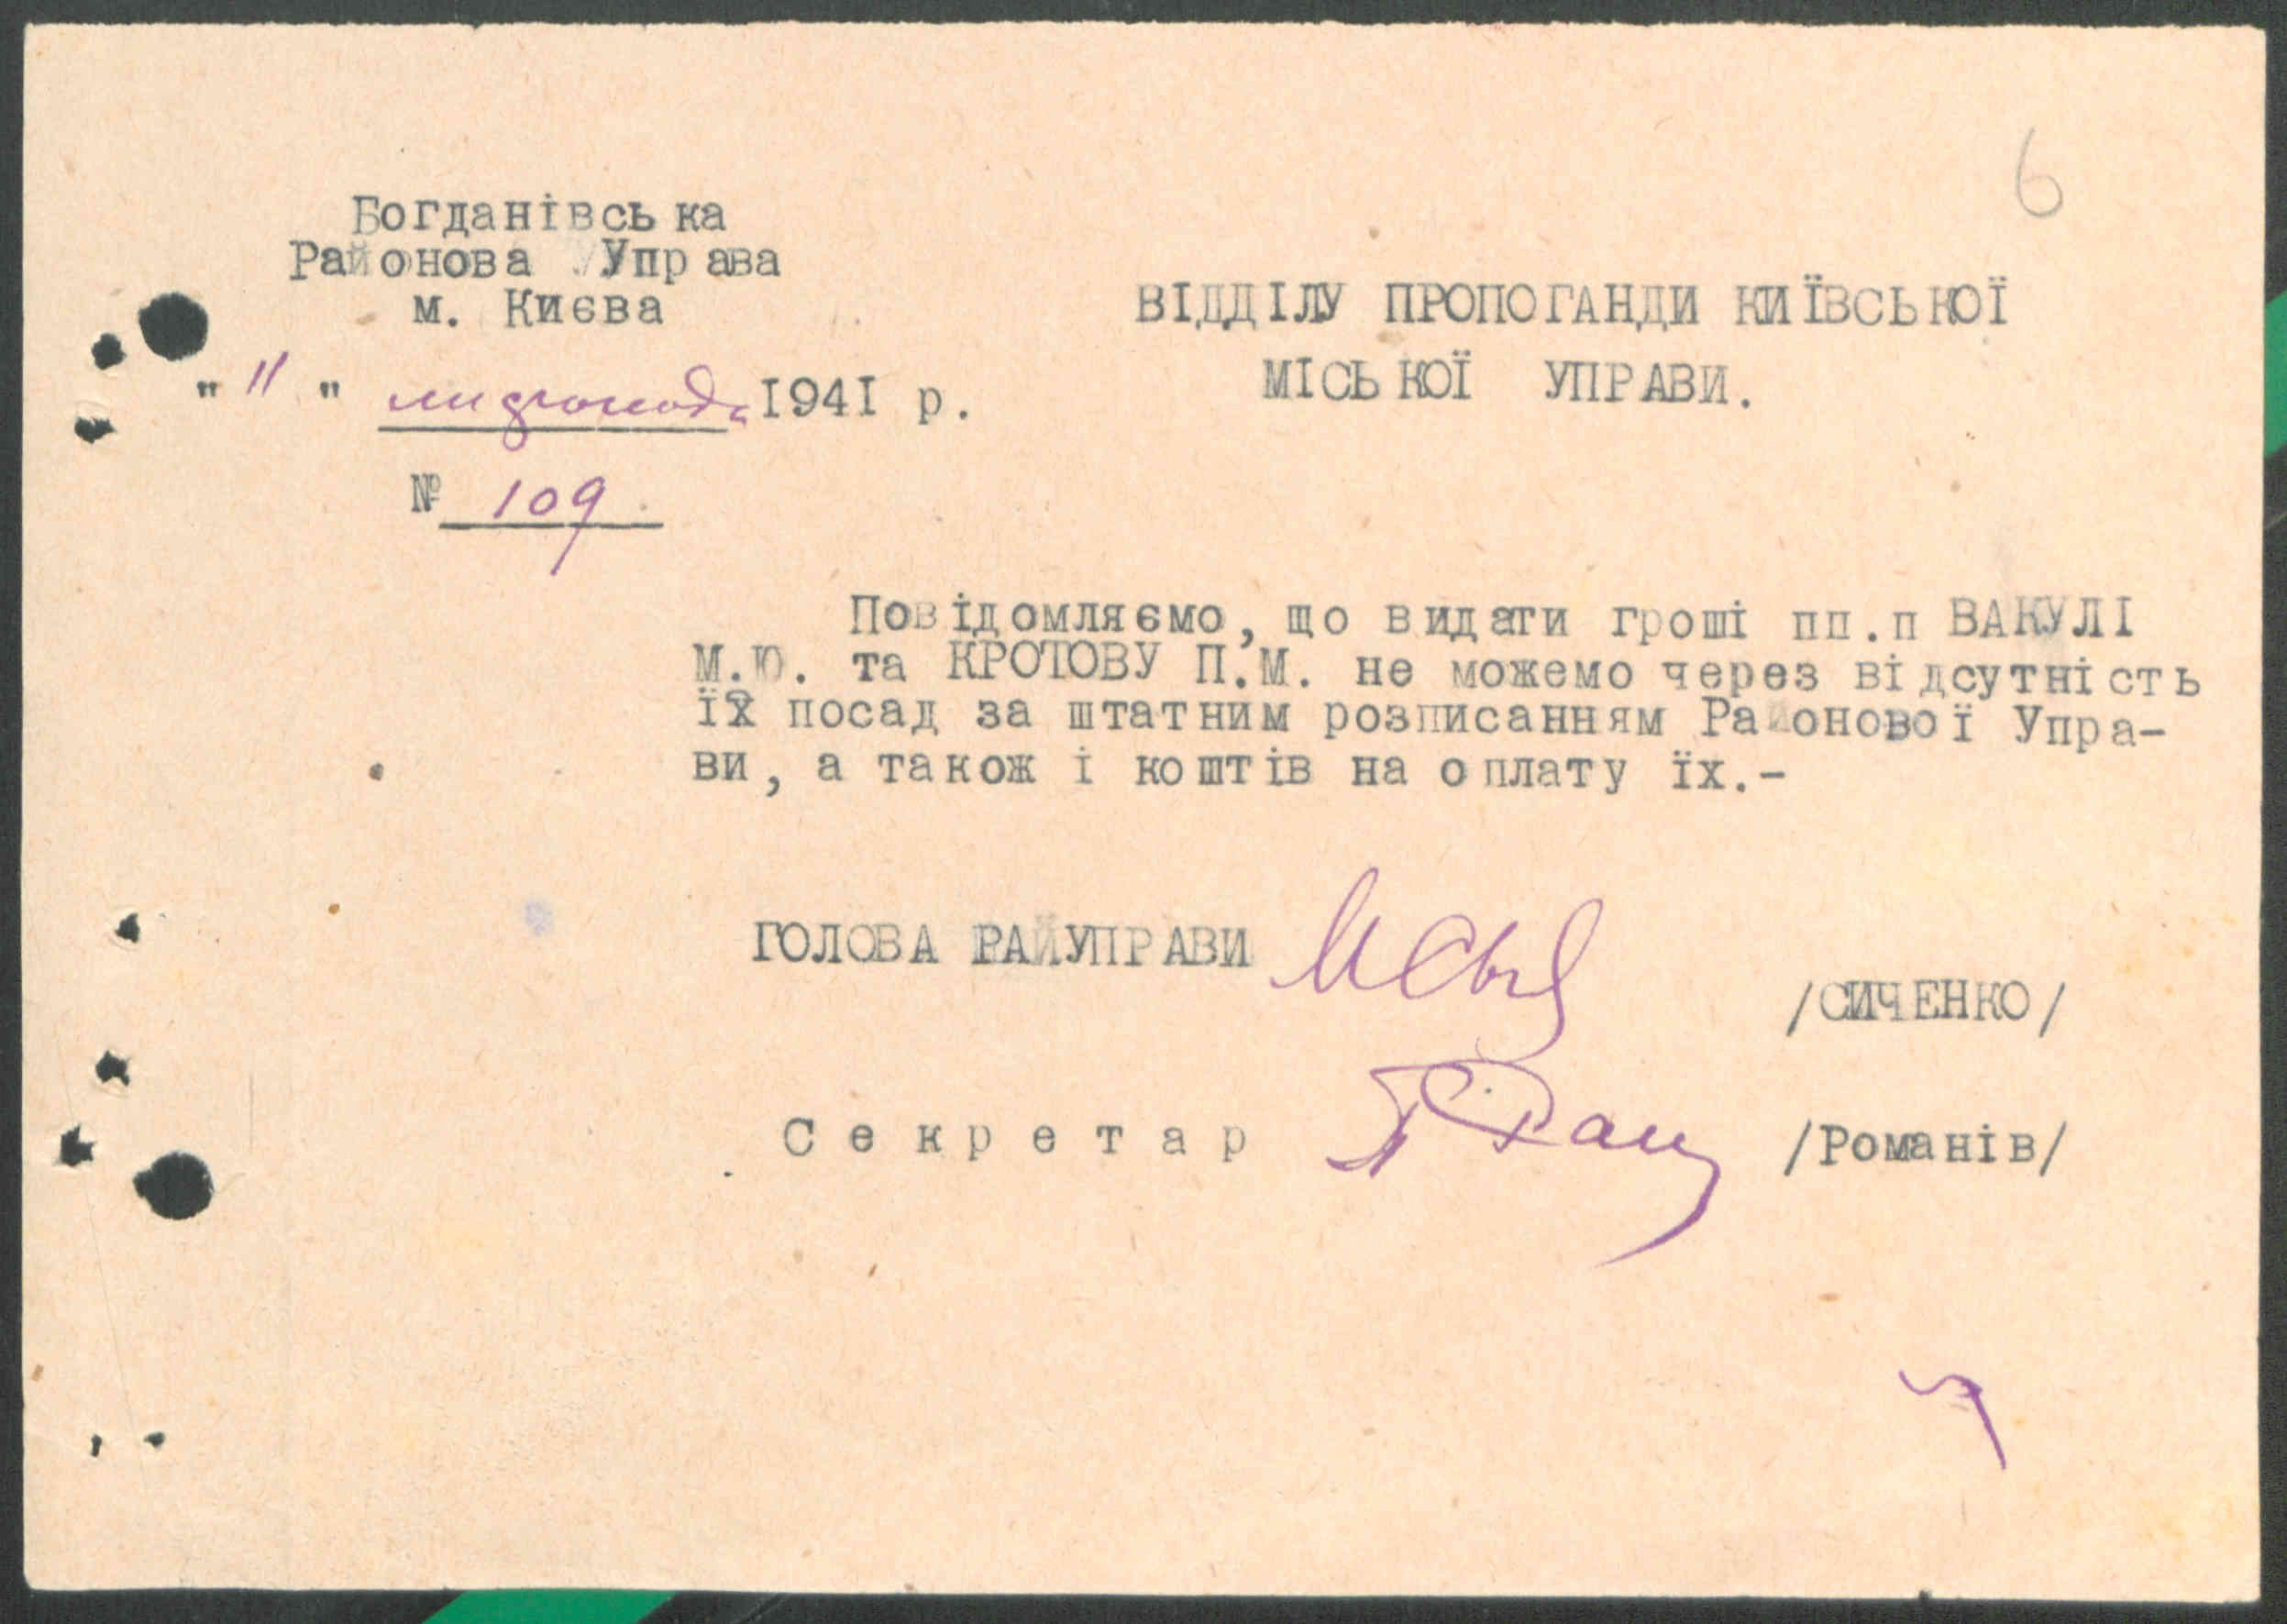 6
Богданівська
Районова Управа
м. Києва
"11" листопада 1941 р.
№ 109
ВІДДІЛУ ПРОПОГАНДИ КИЇВСЬКОЇ
МІСЬКОЇ УПРАВИ.
Повідомляємо, що видати гроші пп.п ВАКУЛІ
М.Ю. та КРОТОВУ П.М. не можемо через відсутність
їх посад за штатним розписанням Районової Упра-
ви, а також і коштів на оплату їх.-
ГОЛОВА РАЙУПРАВИ
/СИЧЕНКО/
Секретар
/Романів/